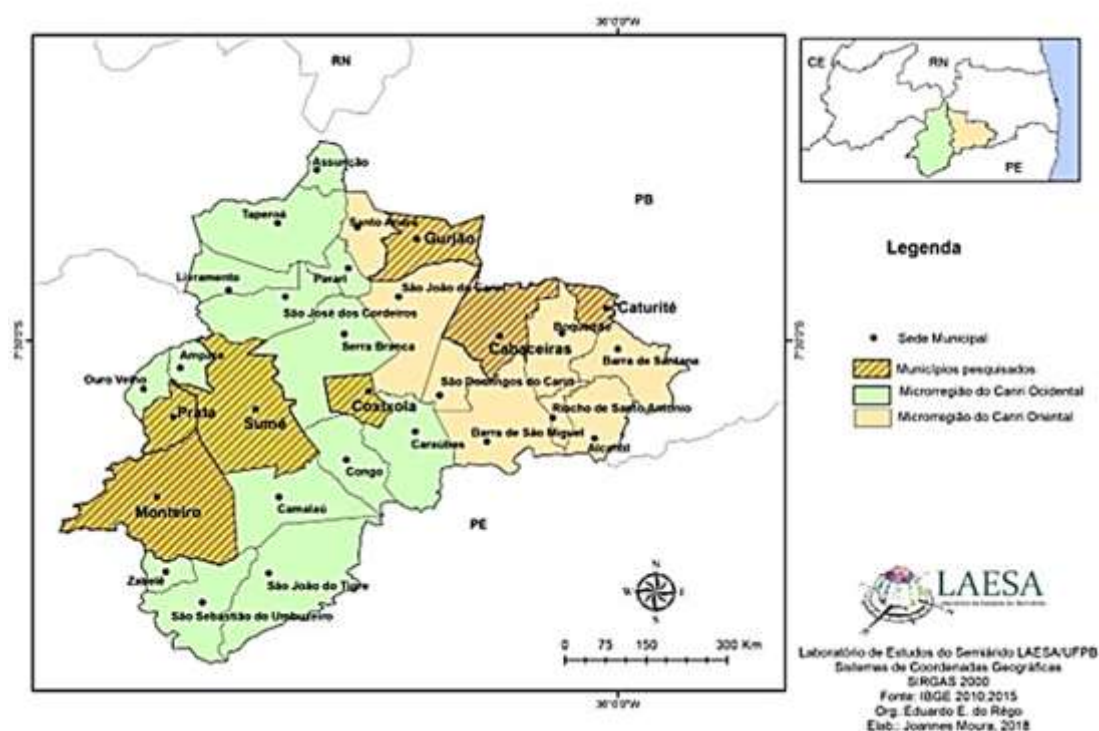 36°0'0"W
RN
Assunção
Taperoá
Santo André
Gurjão
PB
Livramento
Parari
São João do Cariri
São José dos Cordeiros
Caturité
Serra Branca
Cabaceiras
Boqueirão
Barra de Santana
7°30'0"S
7°30'0"S
Ouro Velho
São Domingos do Cariri
Prata
Sumé
Coxixola
Riacho de Santo Antônio
Caraúbas
Barra de São Miguel
Alcantil
Congo
Monteiro
Camalaú
PE
Zabelê
São João do Tigre
São Sebastião do Umbuzeiro
N
W
E
S
0 75 150 300 Km
36°0'0"W
CE
RN
PE
Legenda
Sede Municipal
Municípios pesquisados
Microrregião do Cariri Ocidental
Microrregião do Cariri Oriental
LAESA
Laboratório de Estudos do Semiárido LAESA/UFPB
Sistemas de Coordenadas Geográficas
SIRGAS 2000
Fonte: IBGE 2010;2015
Org. Eduardo E. do Rêgo
Elab.: Joannes Moura, 2018